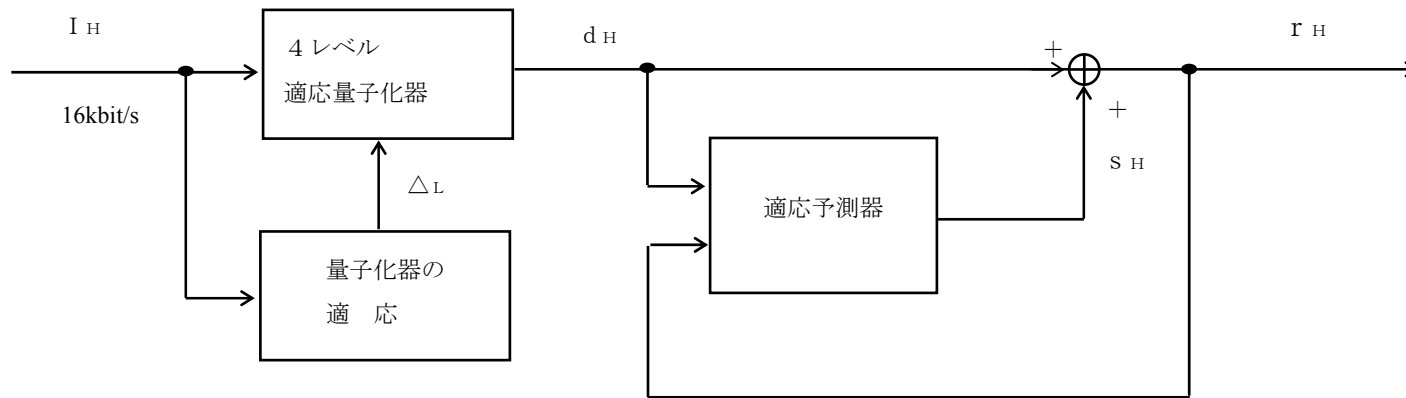 I H
16kbit/s
4レベル
適応量子化器
△L
量子化器の
適 応
d H
適応予測器
+
+
s H
r H